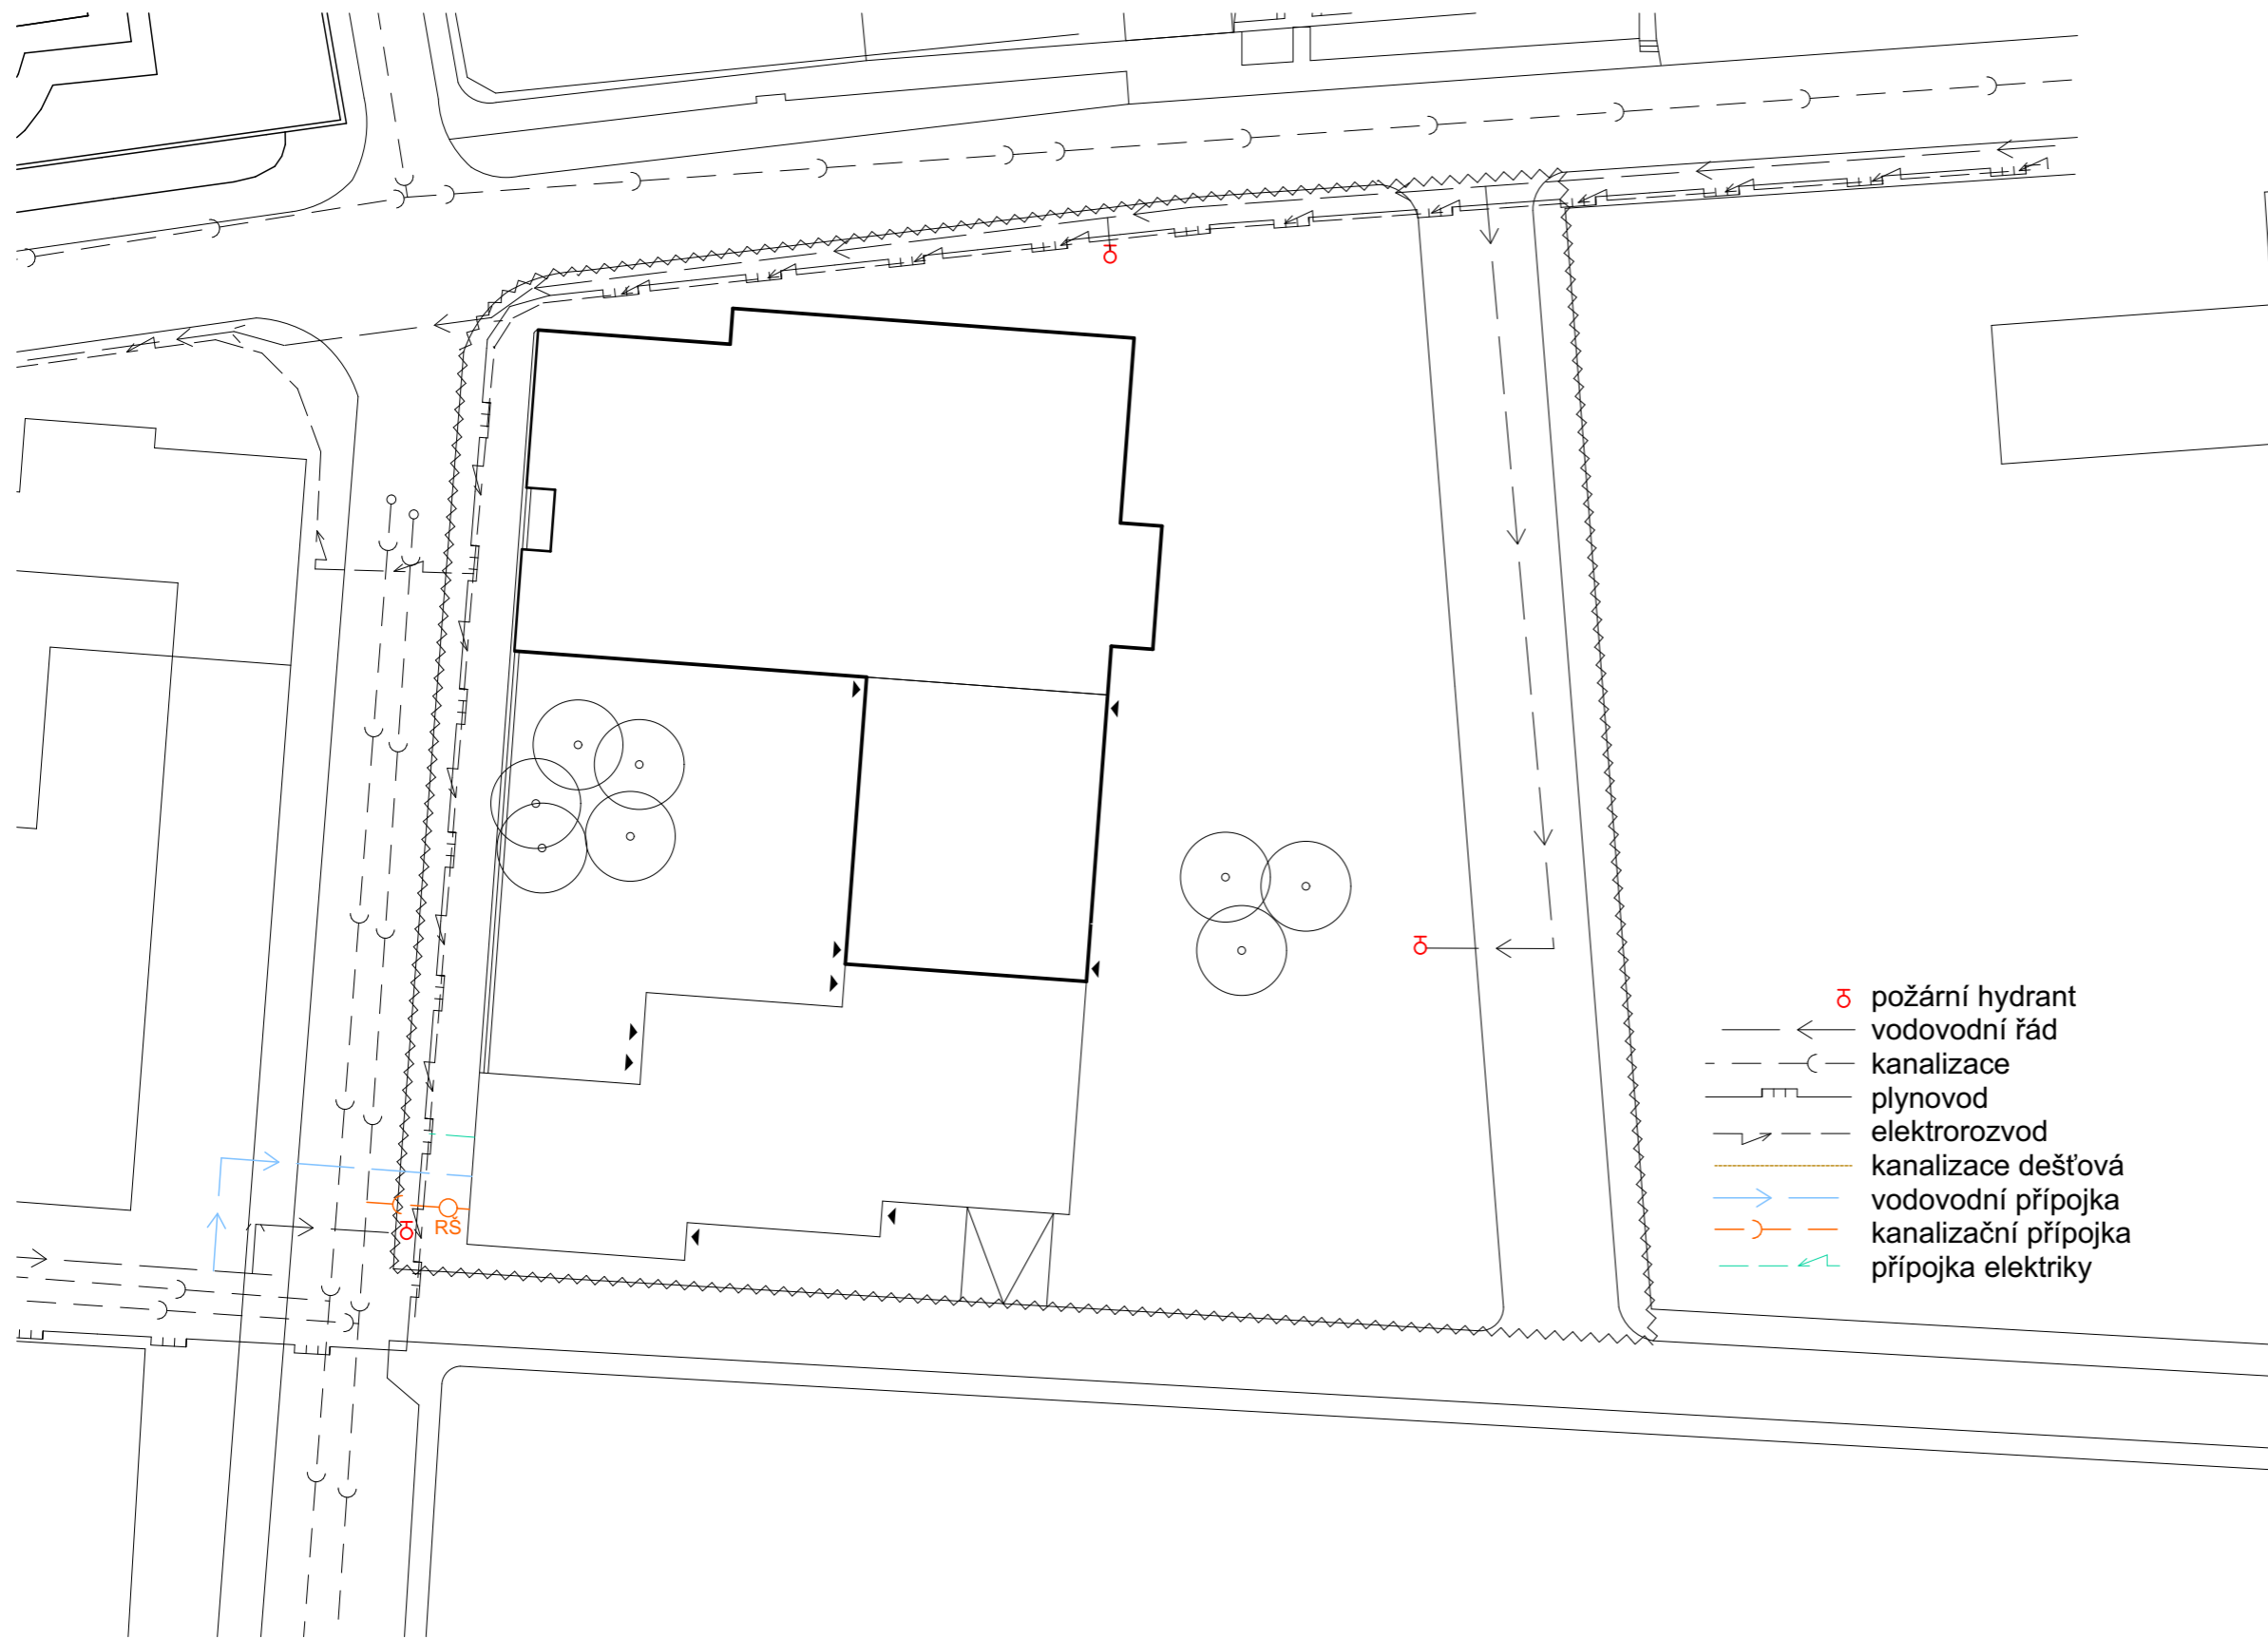 požární hydrant
vodovodní řád
kanalizace
plynovod
elektrorozvod
kanalizace dešťová
vodovodní přípojka
RŠ
kanalizační přípojka
přípojka elektriky